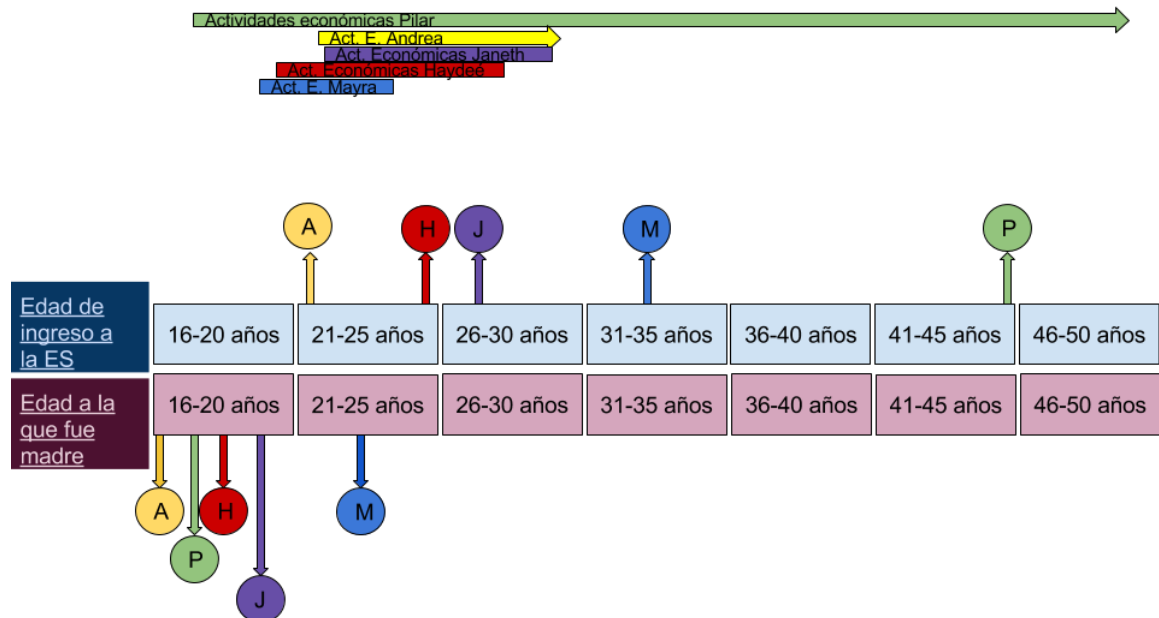 Actividades económicas Pilar
Act. E. Andrea
Act. Económicas Janeth
Act. Económicas Haydeé
Act. E. Mayra
A
H
J
M
P
Edad de
ingreso a
la ES
16-20 años
21-25 años
26-30 años
31-35 años
36-40 años
41-45 años
46-50 años
Edad a la
que fue
madre
16-20 años
21-25 años
26-30 años
31-35 años
36-40 años
41-45 años
46-50 años
A
H
M
P
J